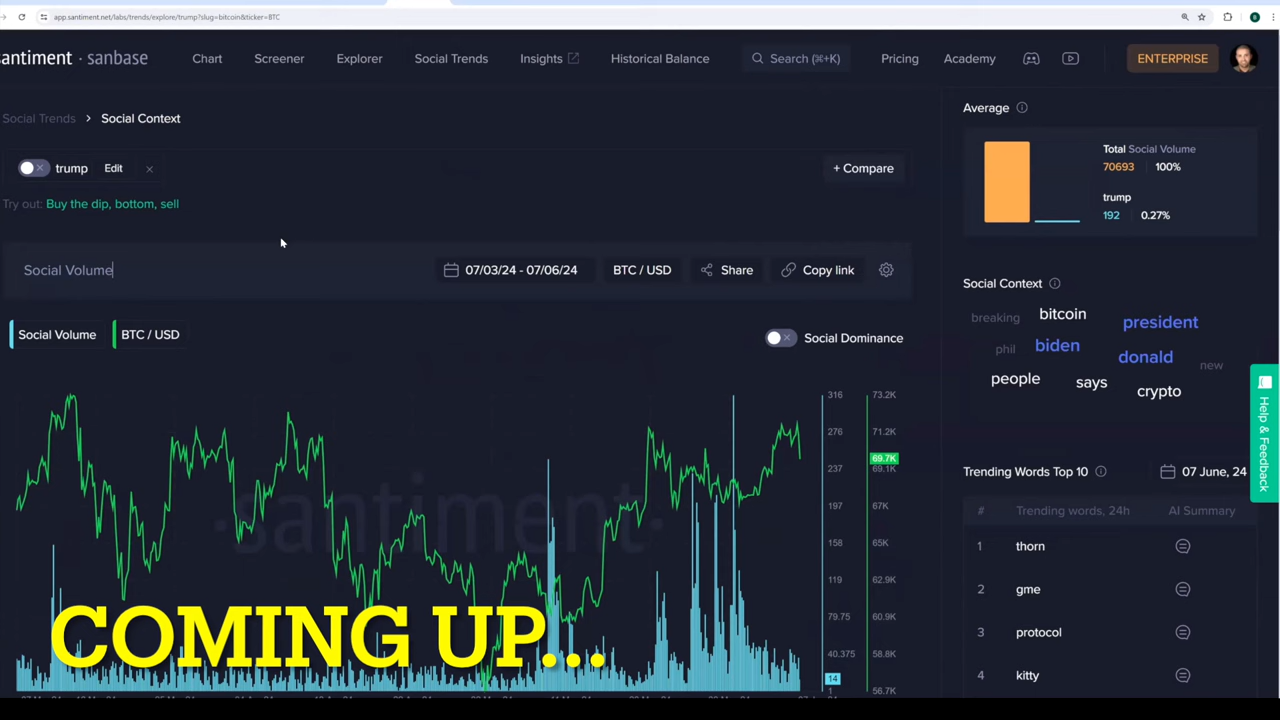 app.santiment.net/labs/trends/explore/trump?slug=bitcoin&ticker=BTC
santiment · sanbase
Chart
Screener
Explorer
Social Trends
Insights
Historical Balance
Search (⌘+K)
Pricing
Academy
ENTERPRISE
Social Trends > Social Context
trump Edit
+ Compare
Try out: Buy the dip, bottom, sell
Social Volume
07/03/24 - 07/06/24
BTC / USD
Share
Copy link
Social Volume
BTC / USD
Social Dominance
316
276
237
197
158
119
79.75
40.375
14
1
73.2K
71.2K
69.7K
69.1K
67K
65K
62.9K
60.9K
58.8K
56.7K
·santiment·
COMING UP...
Average
Total Social Volume
70693 100%
trump
192 0.27%
Social Context
breaking
bitcoin
president
phil
biden
donald
new
people
says
crypto
Help & Feedback
Trending Words Top 10
07 June, 24
# Trending words, 24h AI Summary
1 thorn
2 gme
3 protocol
4 kitty